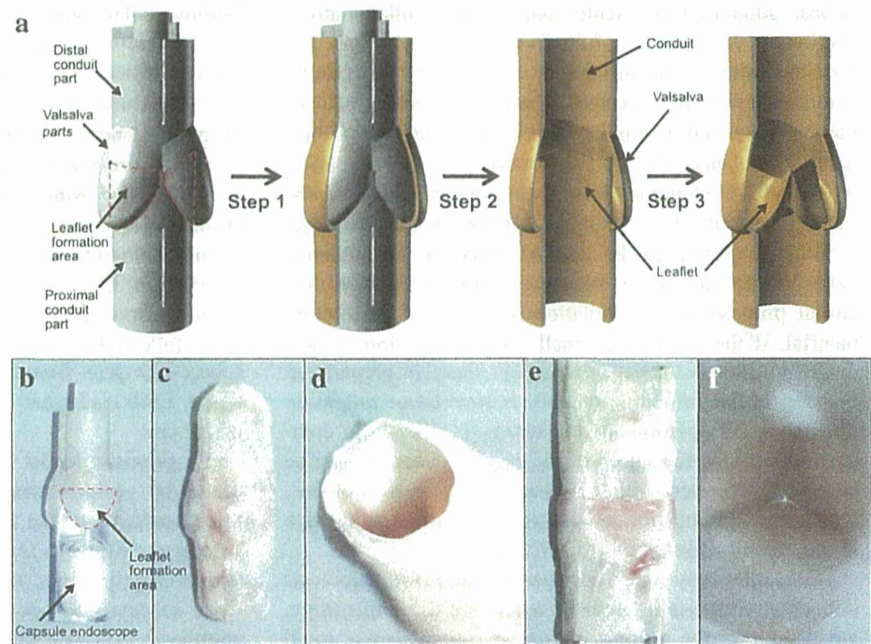 a
Distal
conduit
part
Valsalva
parts
Leaflet
formation
area
Proximal
conduit
part
Step 1
Step 2
Conduit
Valsalva
Step 3
Leaflet
b
Leaflet
formation
area
Capsule endoscope
c
d
e
f